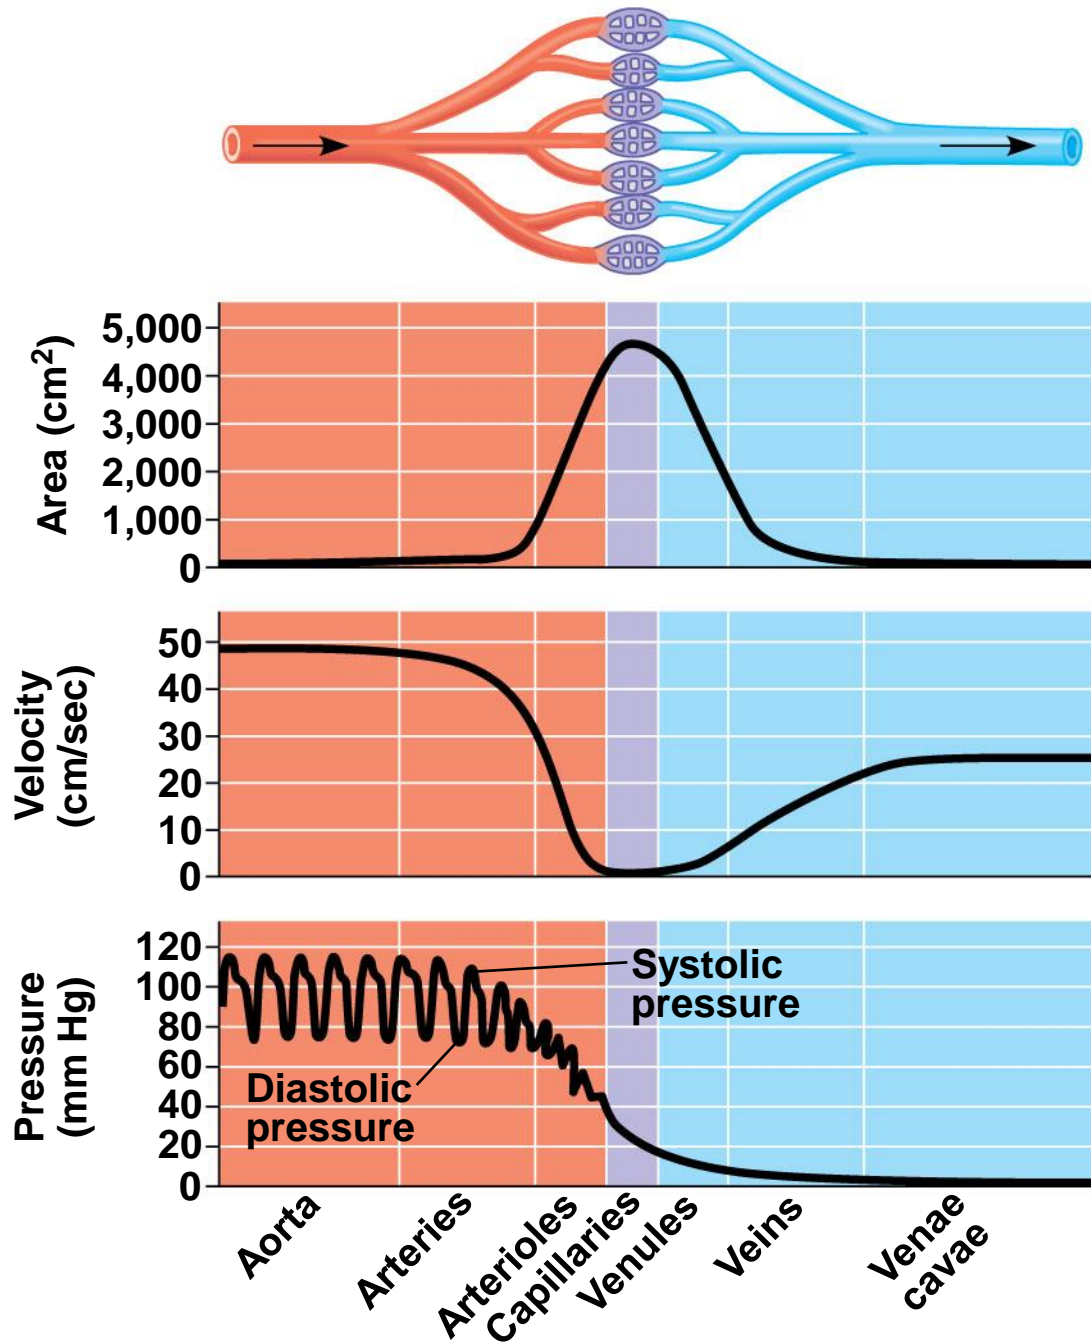 Area (cm²)
5,000
4,000
3,000
2,000
1,000
0
Velocity
(cm/sec)
50
40
30
20
10
0
Pressure
(mm Hg)
120
100
80
60
40
20
0
Systolic
pressure
Diastolic
pressure
Aorta
Arteries
Arterioles
Capillaries
Venules
Veins
Venae
cavae